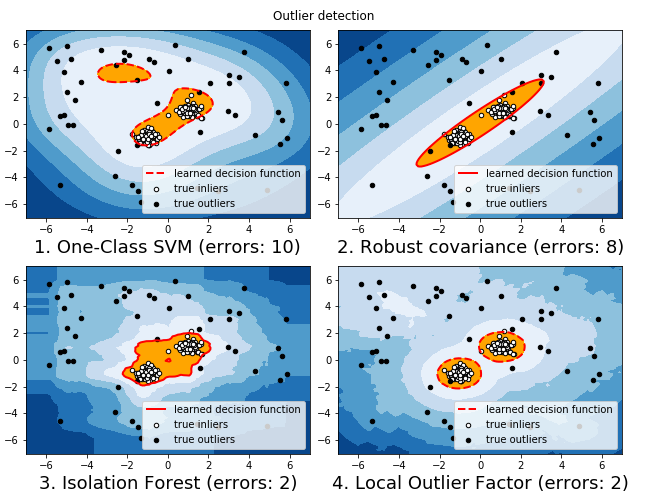 Outlier detection
6
4
2
0
−2
−4
−6
−6 −4 −2 0 2 4 6
learned decision function
true inliers
true outliers
1. One-Class SVM (errors: 10)
6
4
2
0
−2
−4
−6
−6 −4 −2 0 2 4 6
learned decision function
true inliers
true outliers
2. Robust covariance (errors: 8)
6
4
2
0
−2
−4
−6
−6 −4 −2 0 2 4 6
learned decision function
true inliers
true outliers
3. Isolation Forest (errors: 2)
6
4
2
0
−2
−4
−6
−6 −4 −2 0 2 4 6
learned decision function
true inliers
true outliers
4. Local Outlier Factor (errors: 2)